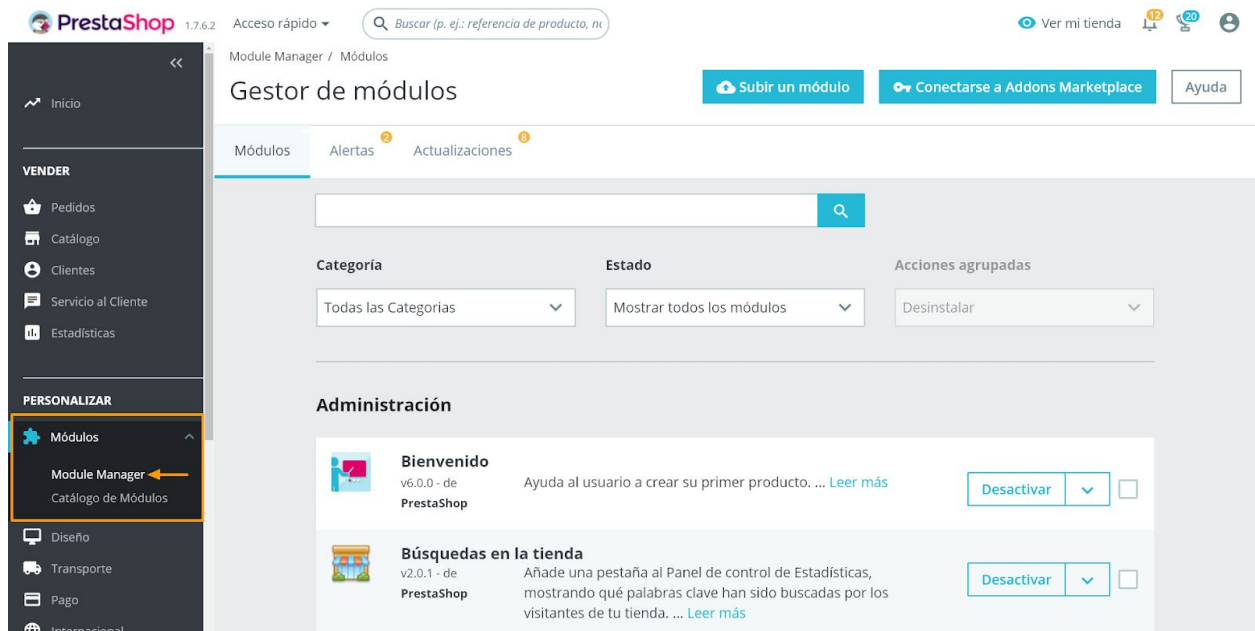 PrestaShop 1.7.6.2 Acceso rápido Buscar (p. ej.: referencia de producto, Ver mi tienda 12 20
Module Manager / Módulos
Gestor de módulos Subir un módulo Conectarse a Addons Marketplace Ayuda
Módulos Alertas 2 Actualizaciones 8
Inicio
VENDER
Pedidos
Catálogo
Clientes
Servicio al Cliente
Estadísticas
PERSONALIZAR
Módulos
Module Manager
Catálogo de Módulos
Diseño
Transporte
Pago
Internacional
Categoría Estado Acciones agrupadas
Todas las Categorias Mostrar todos los módulos Desinstalar
Administración
Bienvenido
v6.0.0 - de
PrestaShop
Ayuda al usuario a crear su primer producto. ... Leer más
Desactivar
Búsquedas en la tienda
v2.0.1 - de
PrestaShop
Añade una pestaña al Panel de control de Estadísticas,
mostrando qué palabras clave han sido buscadas por los
visitantes de tu tienda. ... Leer más
Desactivar